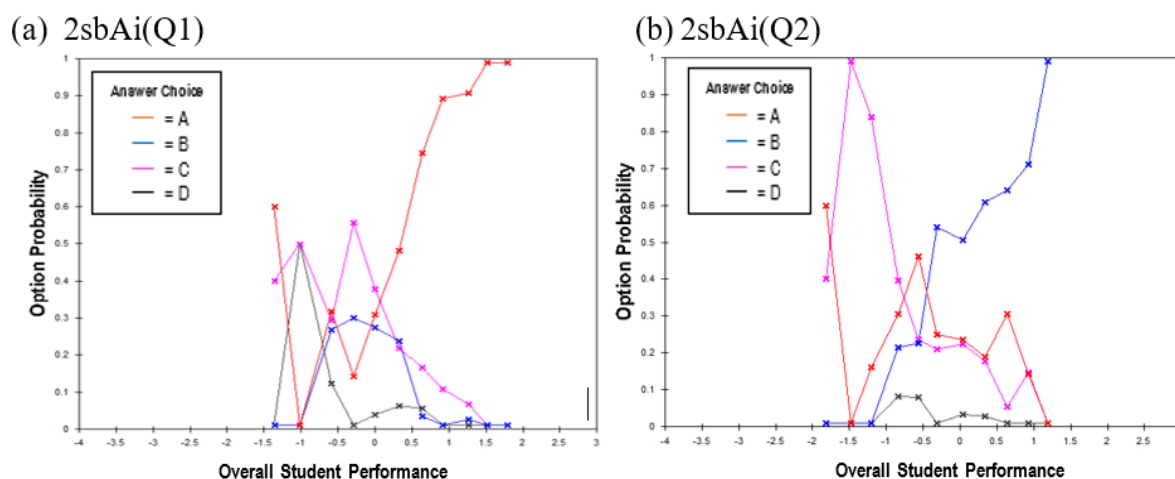 (a) 2sbAi(Q1)
1
0.9
0.8
0.7
0.6
0.5
0.4
0.3
0.2
0.1
0
Option Probability
Answer Choice
= A
= B
= C
= D
-4 -3.5 -3 -2.5 -2 -1.5 -1 -0.5 0 0.5 1 1.5 2 2.5 3
Overall Student Performance
(b) 2sbAi(Q2)
1
0.9
0.8
0.7
0.6
0.5
0.4
0.3
0.2
0.1
0
Option Probability
Answer Choice
= A
= B
= C
= D
-4 -3.5 -3 -2.5 -2 -1.5 -1 -0.5 0 0.5 1 1.5 2 2.5
Overall Student Performance